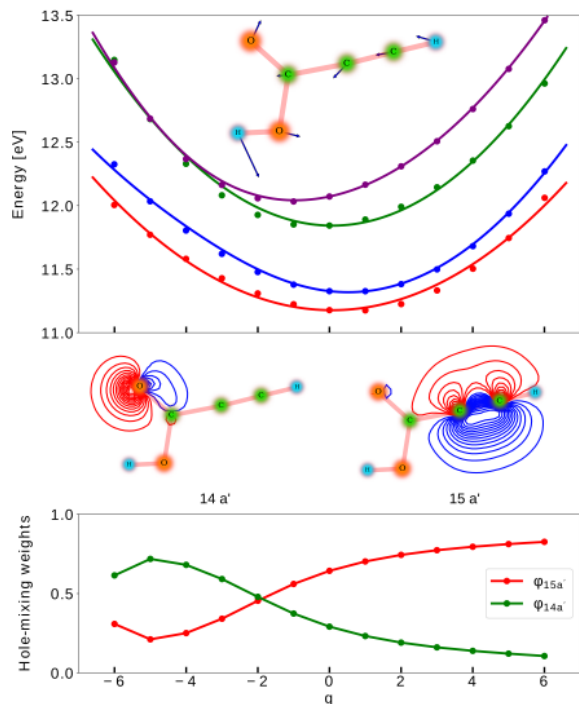 13.5
13.0
12.5
12.0
11.5
11.0
Energy [eV]
O
C
C
C
H
H
O
O
C
C
C
H
H
O
14 a'
O
C
C
C
H
H
O
15 a'
1.0
0.5
0.0
Hole-mixing weights
φ15a′
φ14a′
−6 −4 −2 0 2 4 6
q